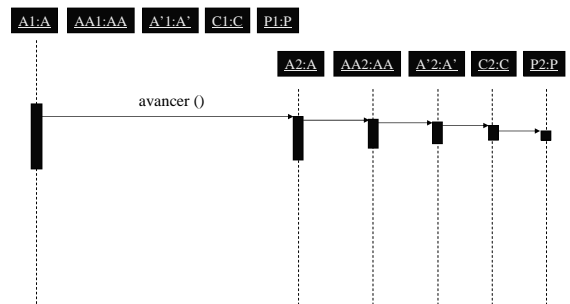 A1:A AA1:AA A’1:A’ C1:C P1:P
A2:A AA2:AA A’2:A’ C2:C P2:P
avancer ()